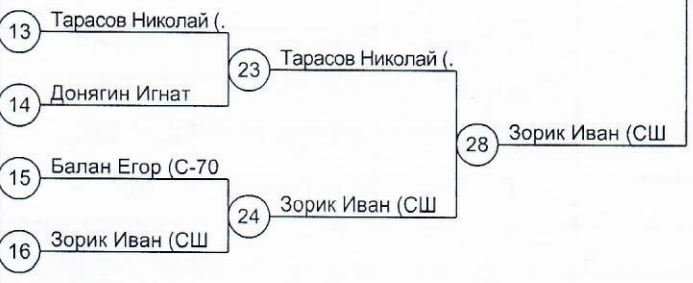 13 Тарасов Николай (.
23 Тарасов Николай (.
14 Донягин Игнат
28 Зорик Иван (СШ
15 Балан Егор (С-70
24 Зорик Иван (СШ
16 Зорик Иван (СШ